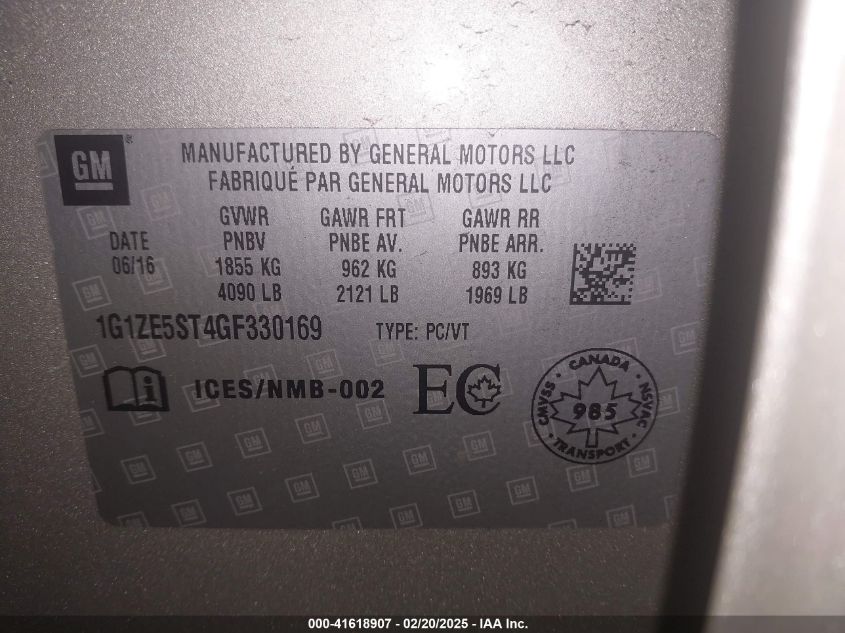 GM
MANUFACTURED BY GENERAL MOTORS LLC
FABRIQUÉ PAR GENERAL MOTORS LLC
GVWR GAWR FRT GAWR RR
DATE PNBV PNBE AV. PNBE ARR.
06/16 1855 KG 962 KG 893 KG
4090 LB 2121 LB 1969 LB
1G1ZE5ST4GF330169 TYPE: PC/VT
i ICES/NMB-002 EC
CANADA
CMVSS 985 NSVAC
TRANSPORT
000-41618907 - 02/20/2025 - IAA Inc.